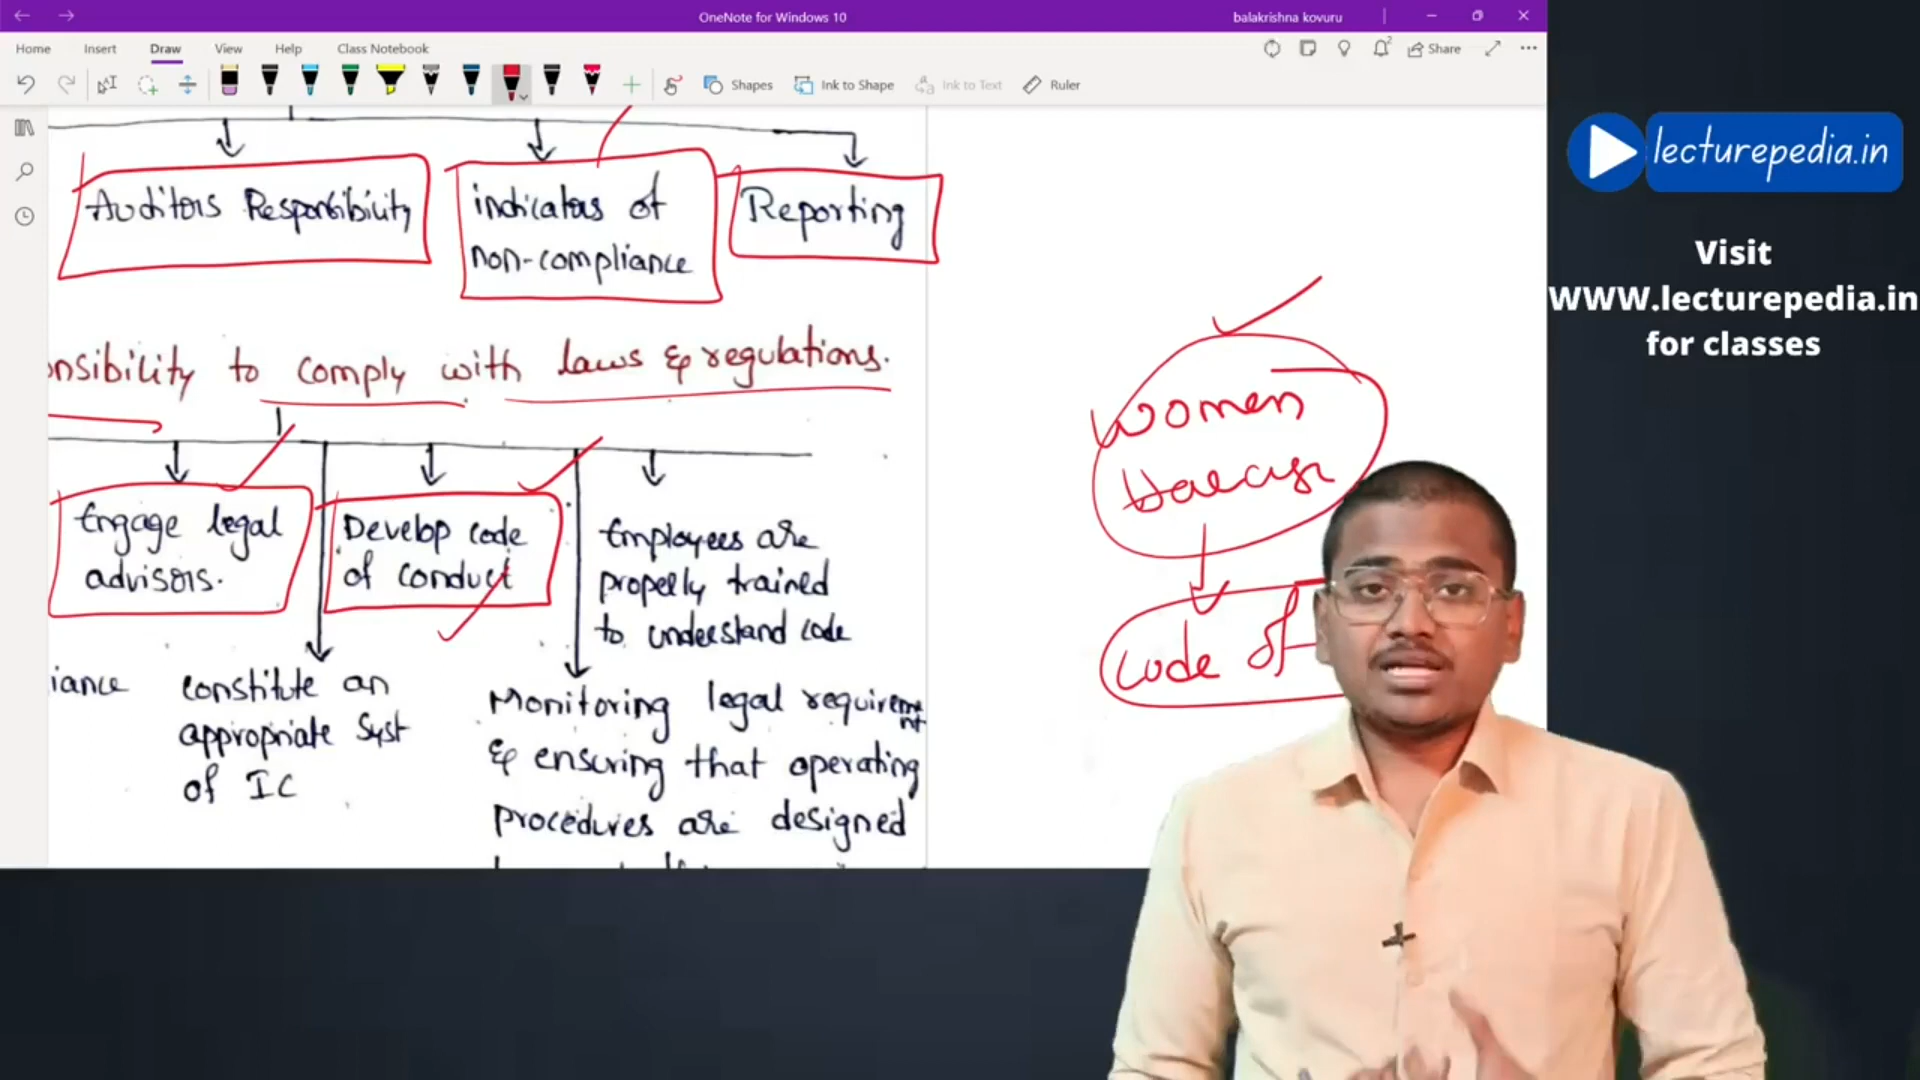 OneNote for Windows 10
balakrishna kovuru
Home Insert Draw View Help Class Notebook
Share
Shapes Ink to Shape Ink to Text Ruler
Auditors Responsibility
indicators of
non-compliance
Reporting
onsibility to comply with laws & regulations.
Engage legal
advisors.
Develop code
of conduct
Employees are
properly trained
to understand code
iance
constitute an
appropriate Syst
of IC
Monitoring legal requirement
& ensuring that operating
procedures are designed
women
code of
lecturepedia.in
Visit
WWW.lecturepedia.in
for classes